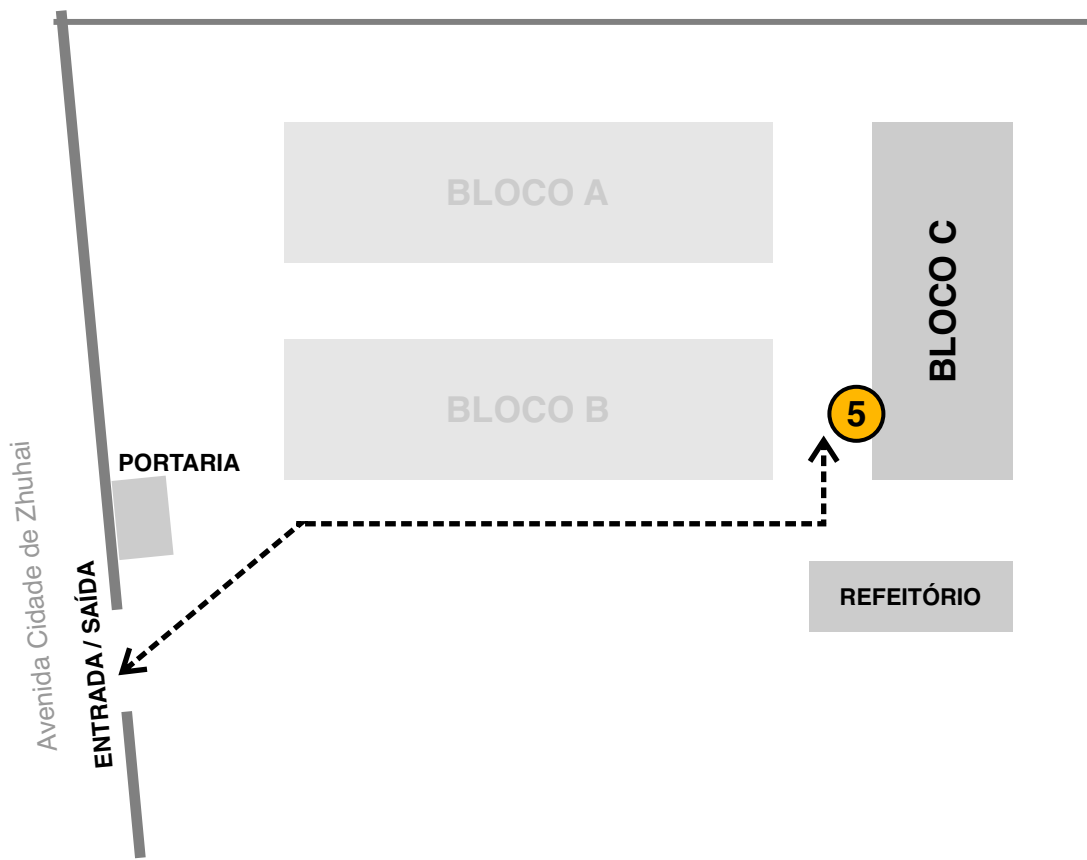 BLOCO A
BLOCO C
BLOCO B
5
PORTARIA
Avenida Cidade de Zhuhai
ENTRADA / SAÍDA
REFEITÓRIO